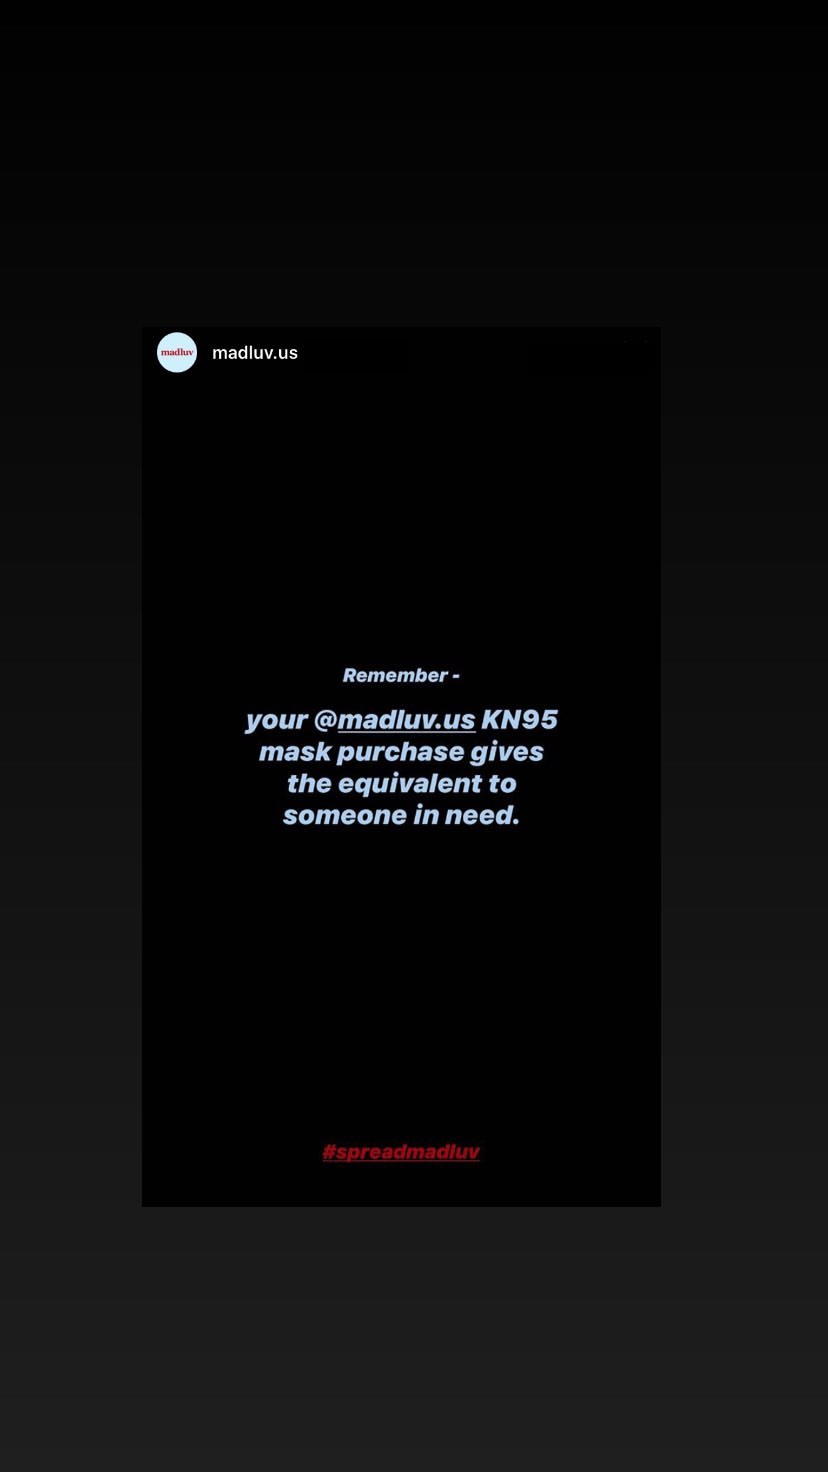 madluv
madluv.us
Remember -
your @madluv.us KN95
mask purchase gives
the equivalent to
someone in need.
#spreadmadluv